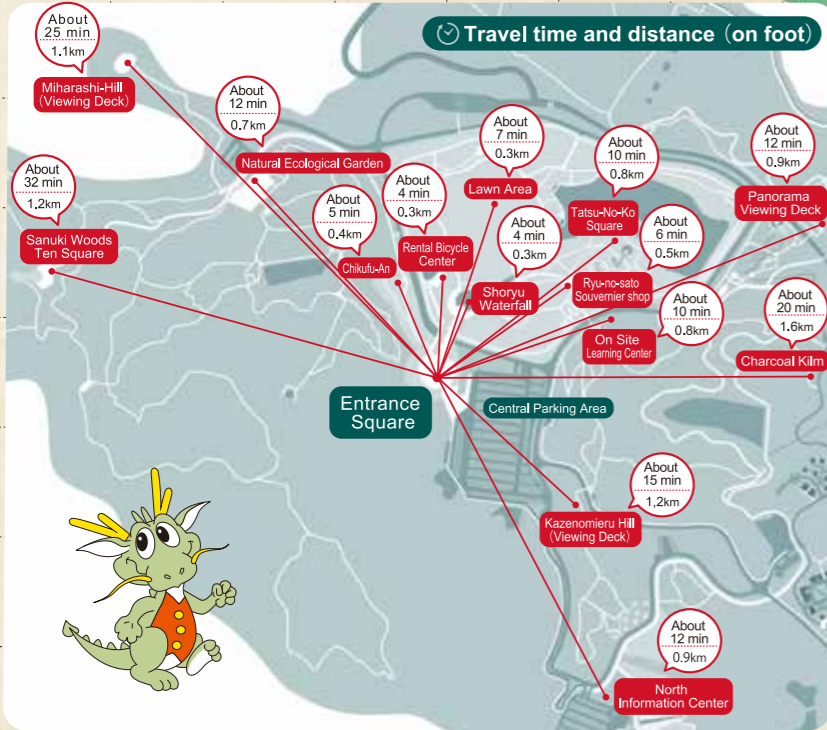 Travel time and distance (on foot)
About
25 min
1.1km
Miharashi-Hill
(Viewing Deck)
About
12 min
0.7km
Natural Ecological Garden
About
7 min
0.3km
Lawn Area
About
10 min
0.8km
Tatsu-No-Ko
Square
About
12 min
0.9km
Panorama
Viewing Deck
About
32 min
1.2km
Sanuki Woods
Ten Square
About
5 min
0.4km
Chikufu-An
About
4 min
0.3km
Rental Bicycle
Center
About
4 min
0.3km
Shoryu
Waterfall
About
6 min
0.5km
Ryu-no-sato
Souvernier shop
About
10 min
0.8km
On Site
Learning Center
About
20 min
1.6km
Charcoal Kilm
Entrance
Square
Central Parking Area
About
15 min
1,2km
Kazenomieru Hill
(Viewing Deck)
About
12 min
0.9km
North
Information Center